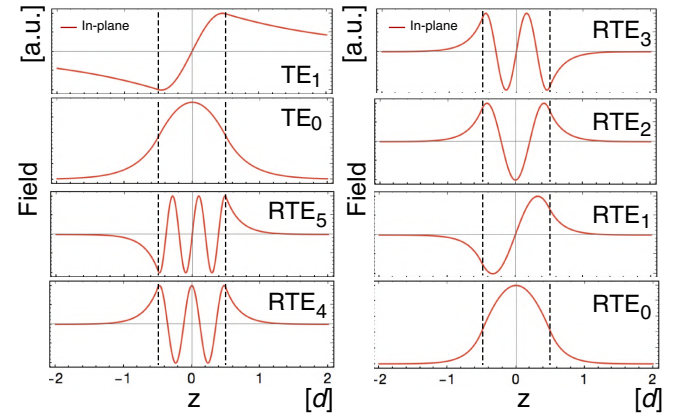 [a.u.]
In-plane
TE1
TE0
Field
RTE5
RTE4
-2 -1 0 1 2
z [d]
[a.u.]
In-plane
RTE3
RTE2
Field
RTE1
RTE0
-2 -1 0 1 2
z [d]